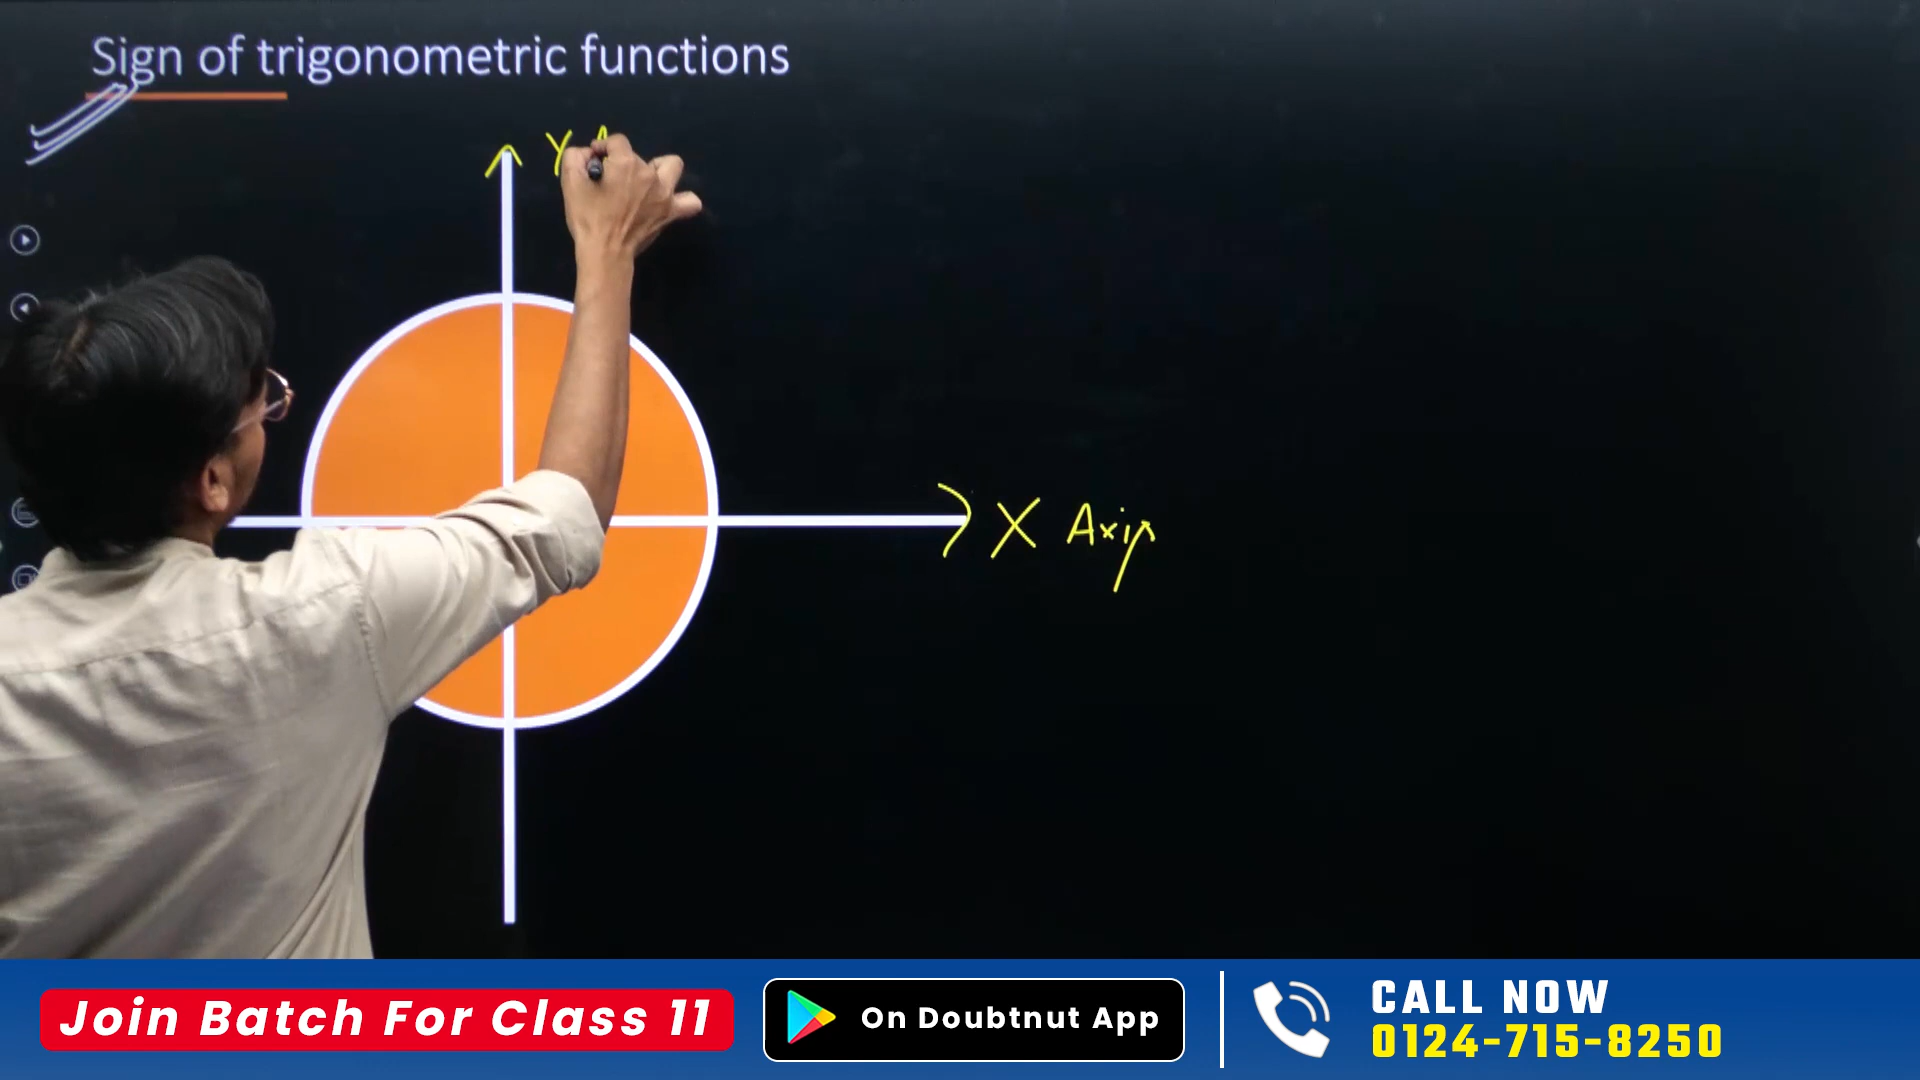 Sign of trigonometric functions
Y A
X Axis
Join Batch For Class 11
On Doubtnut App
CALL NOW
0124-715-8250